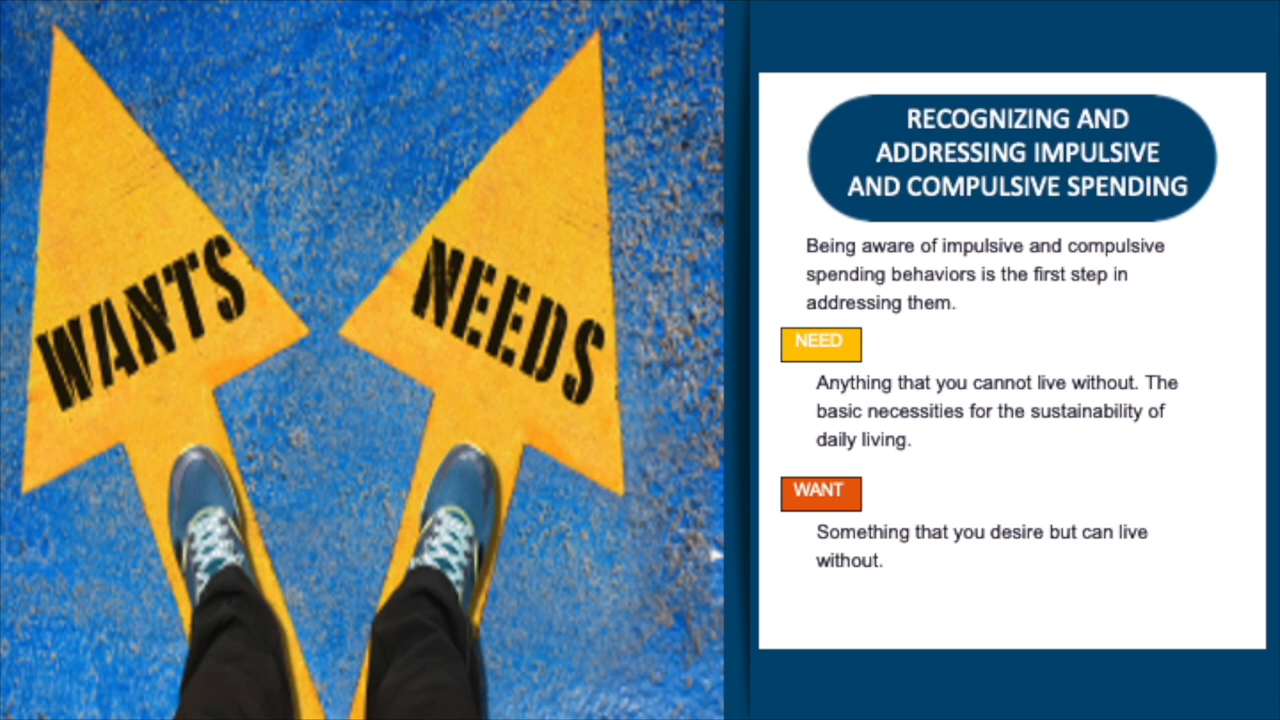 WANTS
NEEDS
RECOGNIZING AND
ADDRESSING IMPULSIVE
AND COMPULSIVE SPENDING
Being aware of impulsive and compulsive
spending behaviors is the first step in
addressing them.
NEED
Anything that you cannot live without. The
basic necessities for the sustainability of
daily living.
WANT
Something that you desire but can live
without.